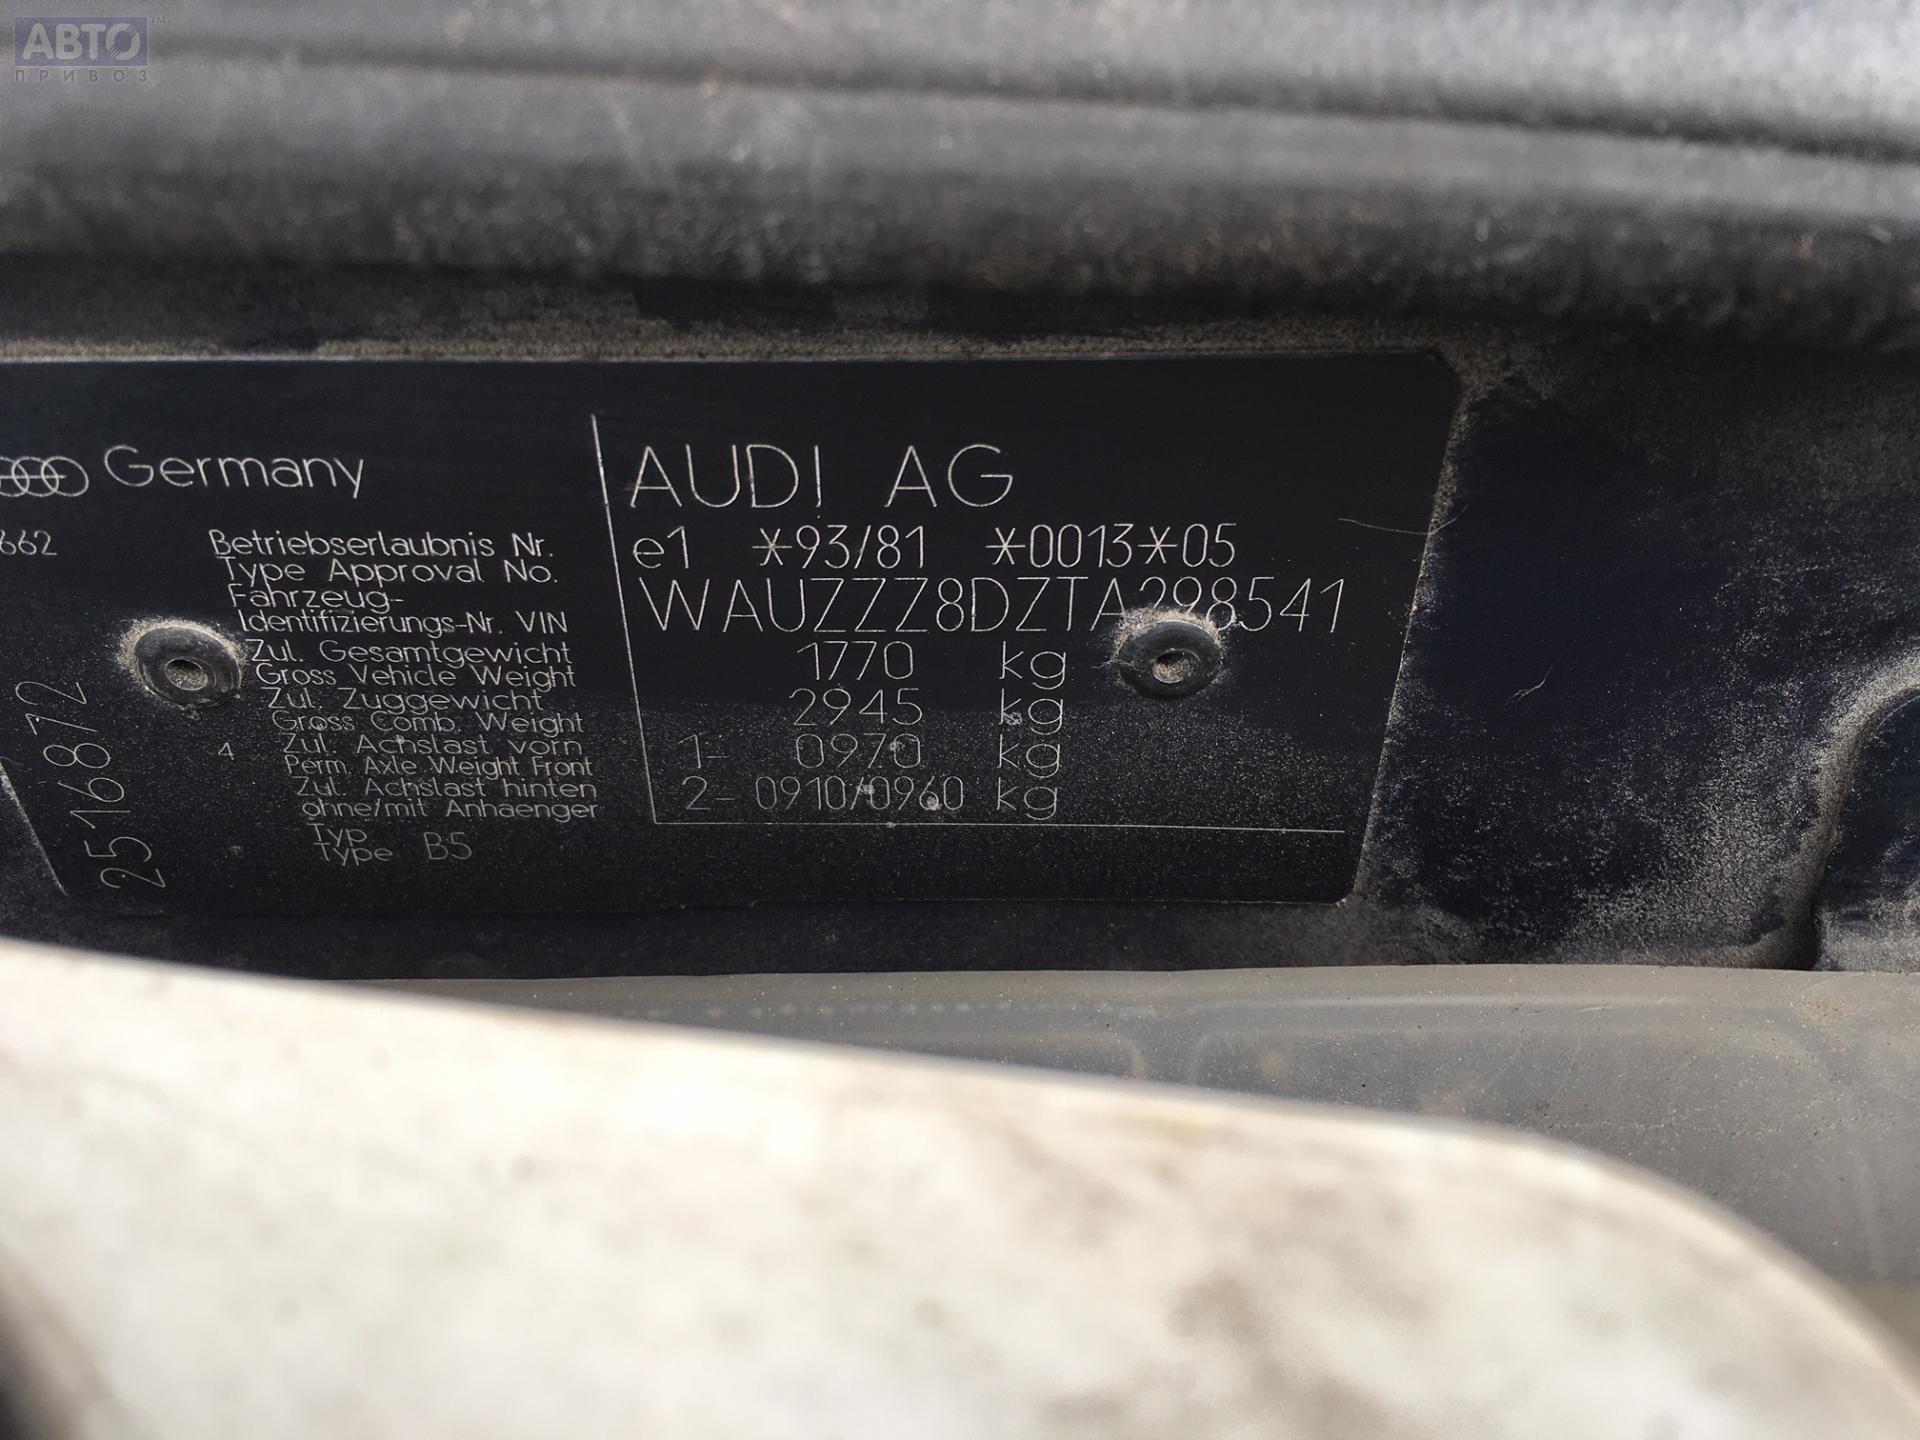 АВТО™
ПРИВОЗ
Germany
AUDI AG
662
Betriebserlaubnis Nr.
Type Approval No.
e1 *93/81 *0013*05
Fahrzeug-
Identifizierungs-Nr. VIN
WAUZZZ8DZTA298541
Zul. Gesamtgewicht
Gross Vehicle Weight
1770 kg
Zul. Zuggewicht
Gross Comb. Weight
2945 kg
4
Zul. Achslast vorn
Perm. Axle Weight Front
1- 0970 kg
Zul. Achslast hinten
ohne/mit Anhaenger
2- 0910/0960 kg
Typ
Type B5
2516872